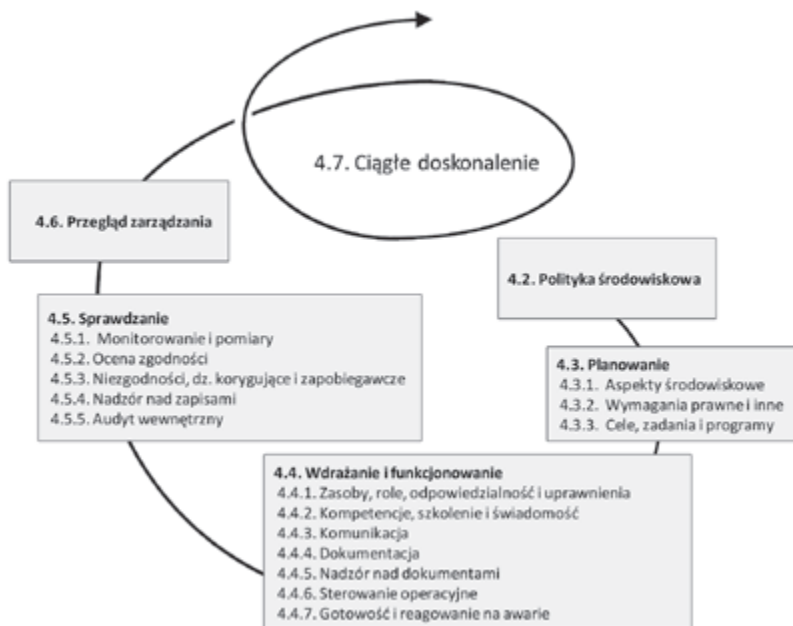 4.7. Ciągłe doskonalenie
4.6. Przegląd zarządzania
4.2. Polityka środowiskowa
4.5. Sprawdzanie
4.5.1. Monitorowanie i pomiary
4.5.2. Ocena zgodności
4.5.3. Niezgodności, dz. korygujące i zapobiegawcze
4.5.4. Nadzór nad zapisami
4.5.5. Audyt wewnętrzny
4.3. Planowanie
4.3.1. Aspekty środowiskowe
4.3.2. Wymagania prawne i inne
4.3.3. Cele, zadania i programy
4.4. Wdrażanie i funkcjonowanie
4.4.1. Zasoby, role, odpowiedzialność i uprawnienia
4.4.2. Kompetencje, szkolenie i świadomość
4.4.3. Komunikacja
4.4.4. Dokumentacja
4.4.5. Nadzór nad dokumentami
4.4.6. Sterowanie operacyjne
4.4.7. Gotowość i reagowanie na awarie